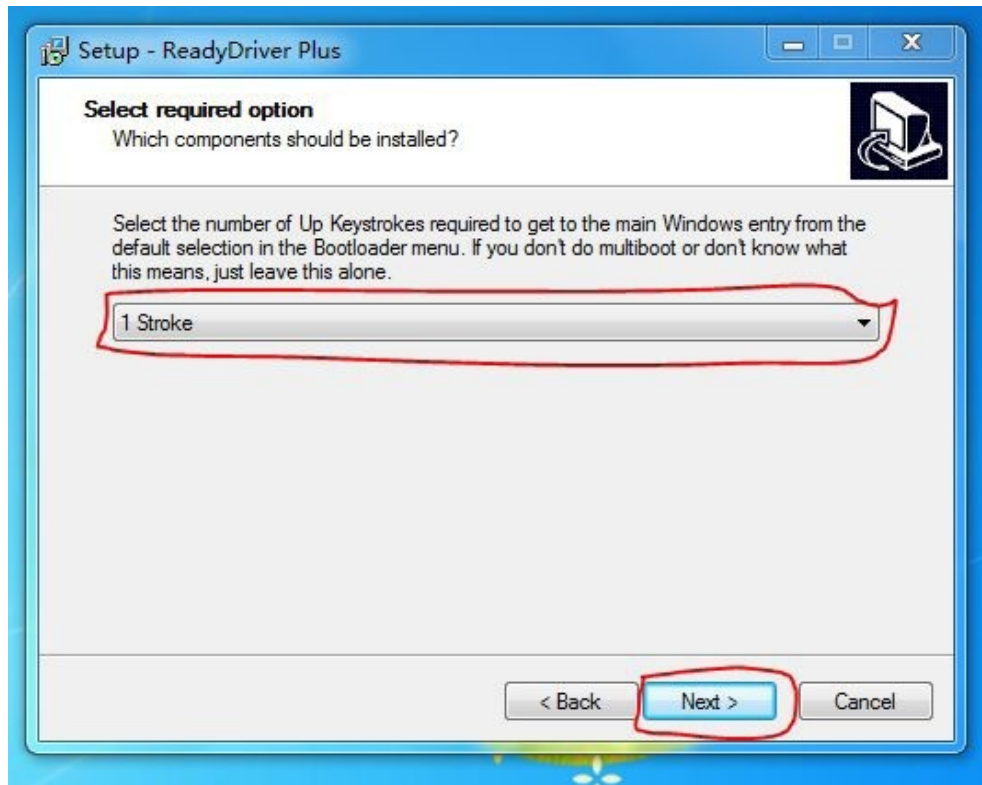 Setup - ReadyDriver Plus
Select required option
Which components should be installed?
Select the number of Up Keystrokes required to get to the main Windows entry from the
default selection in the Bootloader menu. If you don't do multiboot or don't know what
this means, just leave this alone.
1 Stroke
< Back
Next >
Cancel